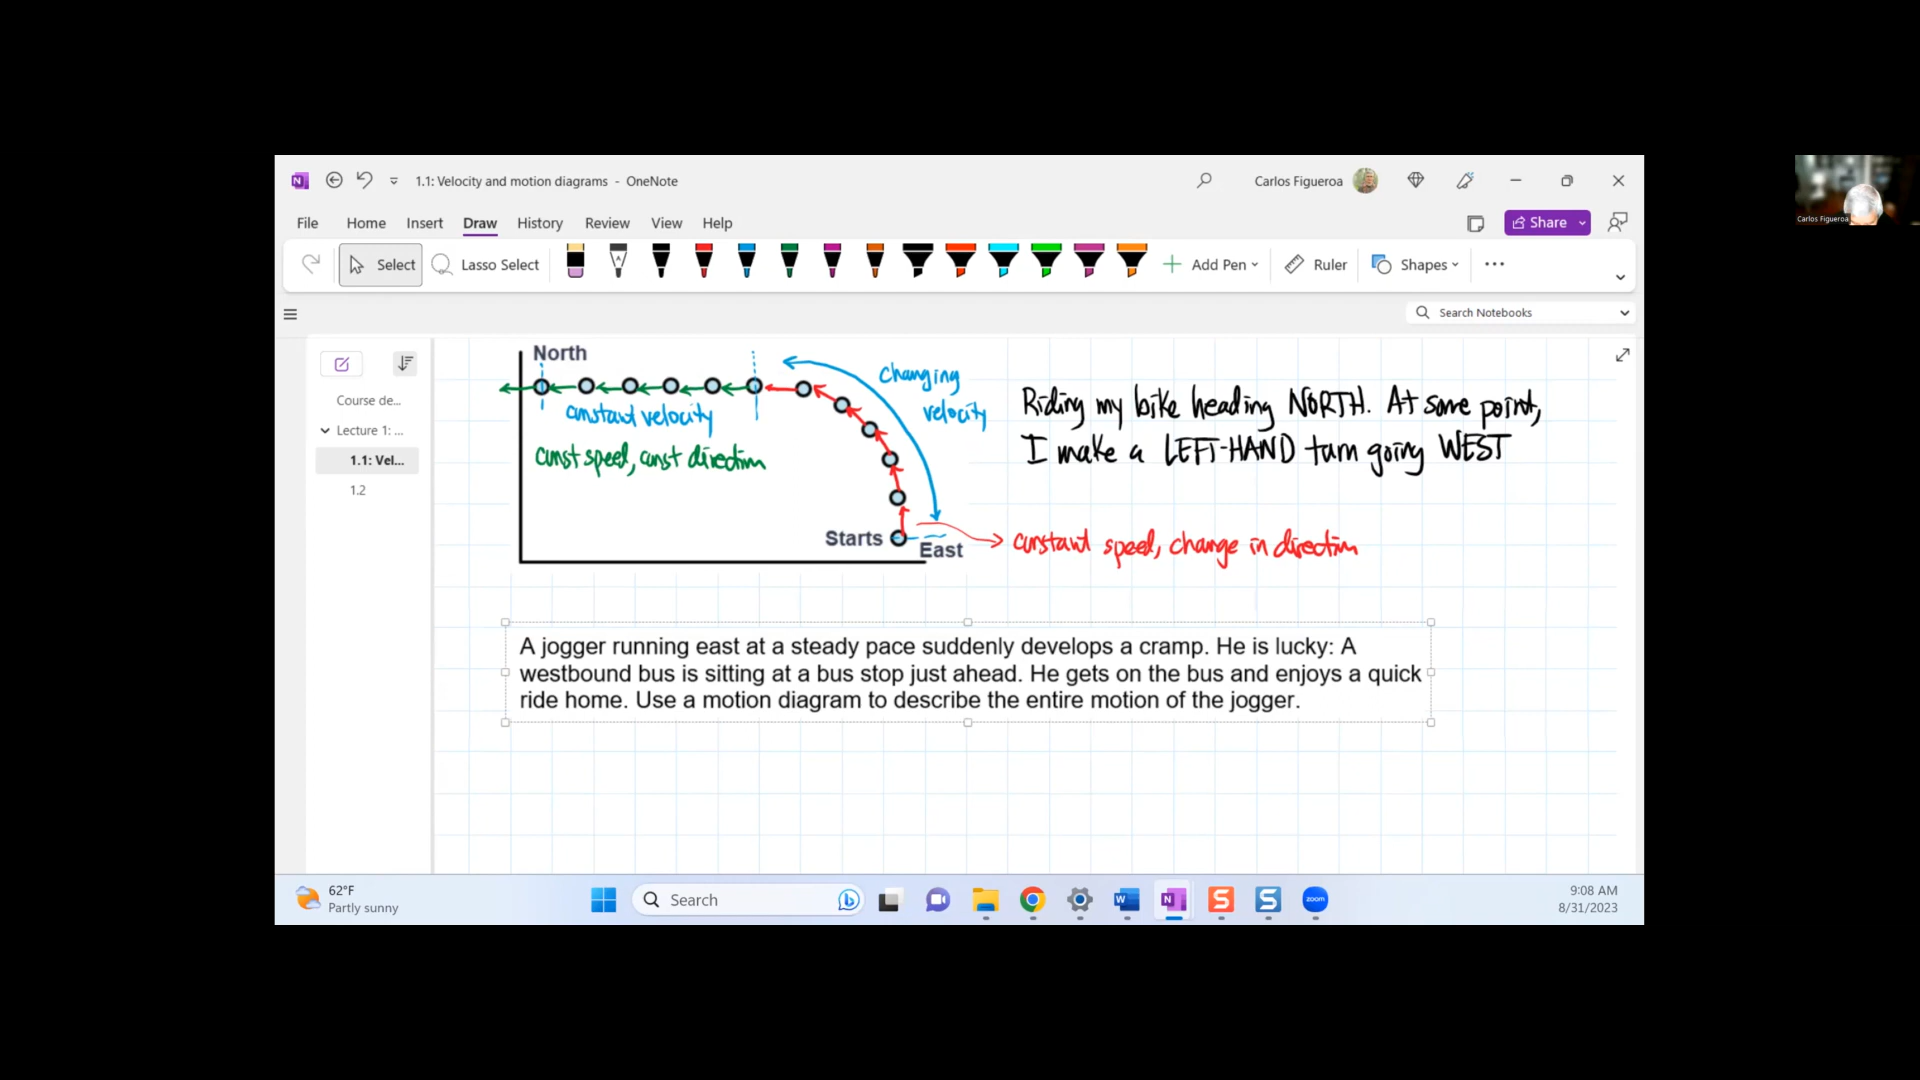 1.1: Velocity and motion diagrams - OneNote
Carlos Figueroa
File Home Insert Draw History Review View Help
Share
Select Lasso Select Add Pen Ruler Shapes
Search Notebooks
Carlos Figueroa
Course de...
Lecture 1: ...
1.1: Vel...
1.2
North
constant velocity
const speed, const direction
changing
velocity
Starts
East
Riding my bike heading NORTH. At some point,
I make a LEFT-HAND turn going WEST
constant speed, change in direction
A jogger running east at a steady pace suddenly develops a cramp. He is lucky: A
westbound bus is sitting at a bus stop just ahead. He gets on the bus and enjoys a quick
ride home. Use a motion diagram to describe the entire motion of the jogger.
62°F
Partly sunny
Search
zoom
9:08 AM
8/31/2023